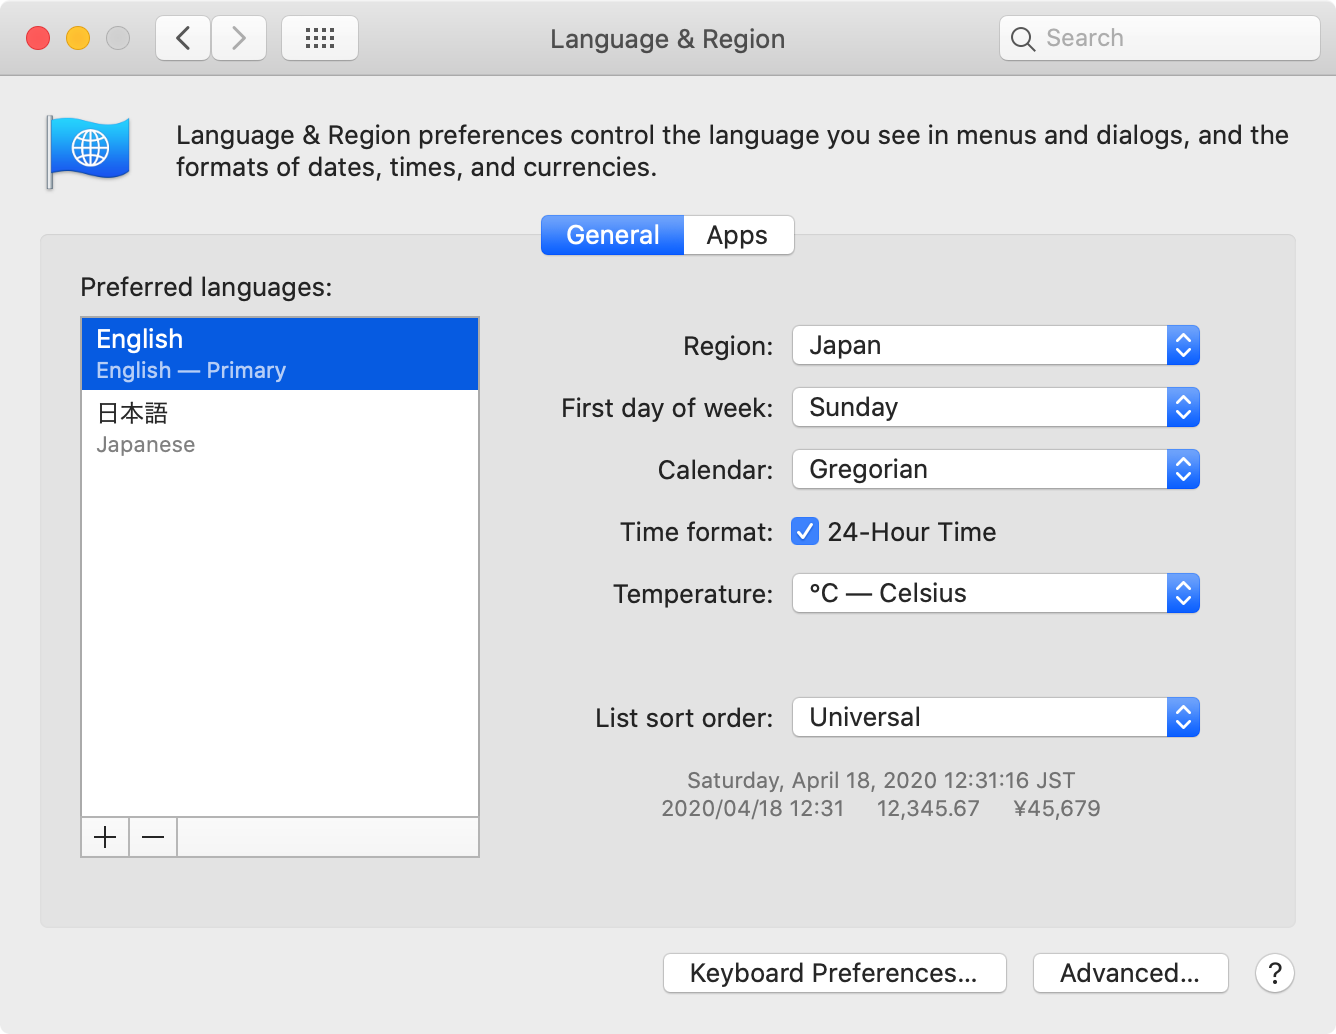 Language & Region
Search
Language & Region preferences control the language you see in menus and dialogs, and the
formats of dates, times, and currencies.
General
Apps
Preferred languages:
English
English — Primary
日本語
Japanese
Region: Japan
First day of week: Sunday
Calendar: Gregorian
Time format: 24-Hour Time
Temperature: °C — Celsius
List sort order: Universal
Saturday, April 18, 2020 12:31:16 JST
2020/04/18 12:31 12,345.67 ¥45,679
Keyboard Preferences...
Advanced...
?